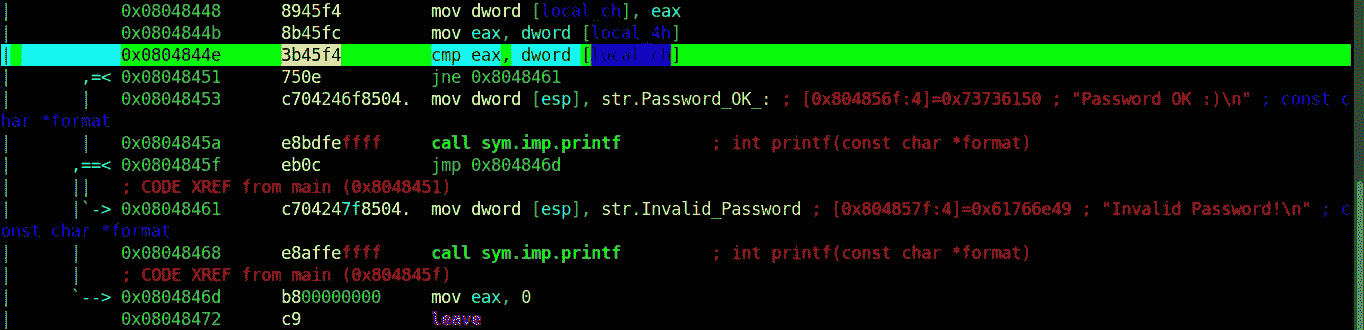 0x08048448 8945f4 mov dword [local_ch], eax
0x0804844b 8b45fc mov eax, dword [local_4h]
0x0804844e 3b45f4 cmp eax, dword [local_ch]
,=< 0x08048451 750e jne 0x8048461
| 0x08048453 c704246f8504. mov dword [esp], str.Password_OK_: ; [0x804856f:4]=0x73736150 ; "Password OK :)\n" ; const c
har *format
| 0x0804845a e8bdfeffff call sym.imp.printf ; int printf(const char *format)
,==< 0x0804845f eb0c jmp 0x804846d
|| ; CODE XREF from main (0x8048451)
|`-> 0x08048461 c704247f8504. mov dword [esp], str.Invalid_Password ; [0x804857f:4]=0x61766e49 ; "Invalid Password!\n" ; c
onst char *format
| 0x08048468 e8affeffff call sym.imp.printf ; int printf(const char *format)
| ; CODE XREF from main (0x804845f)
`--> 0x0804846d b800000000 mov eax, 0
0x08048472 c9 leave